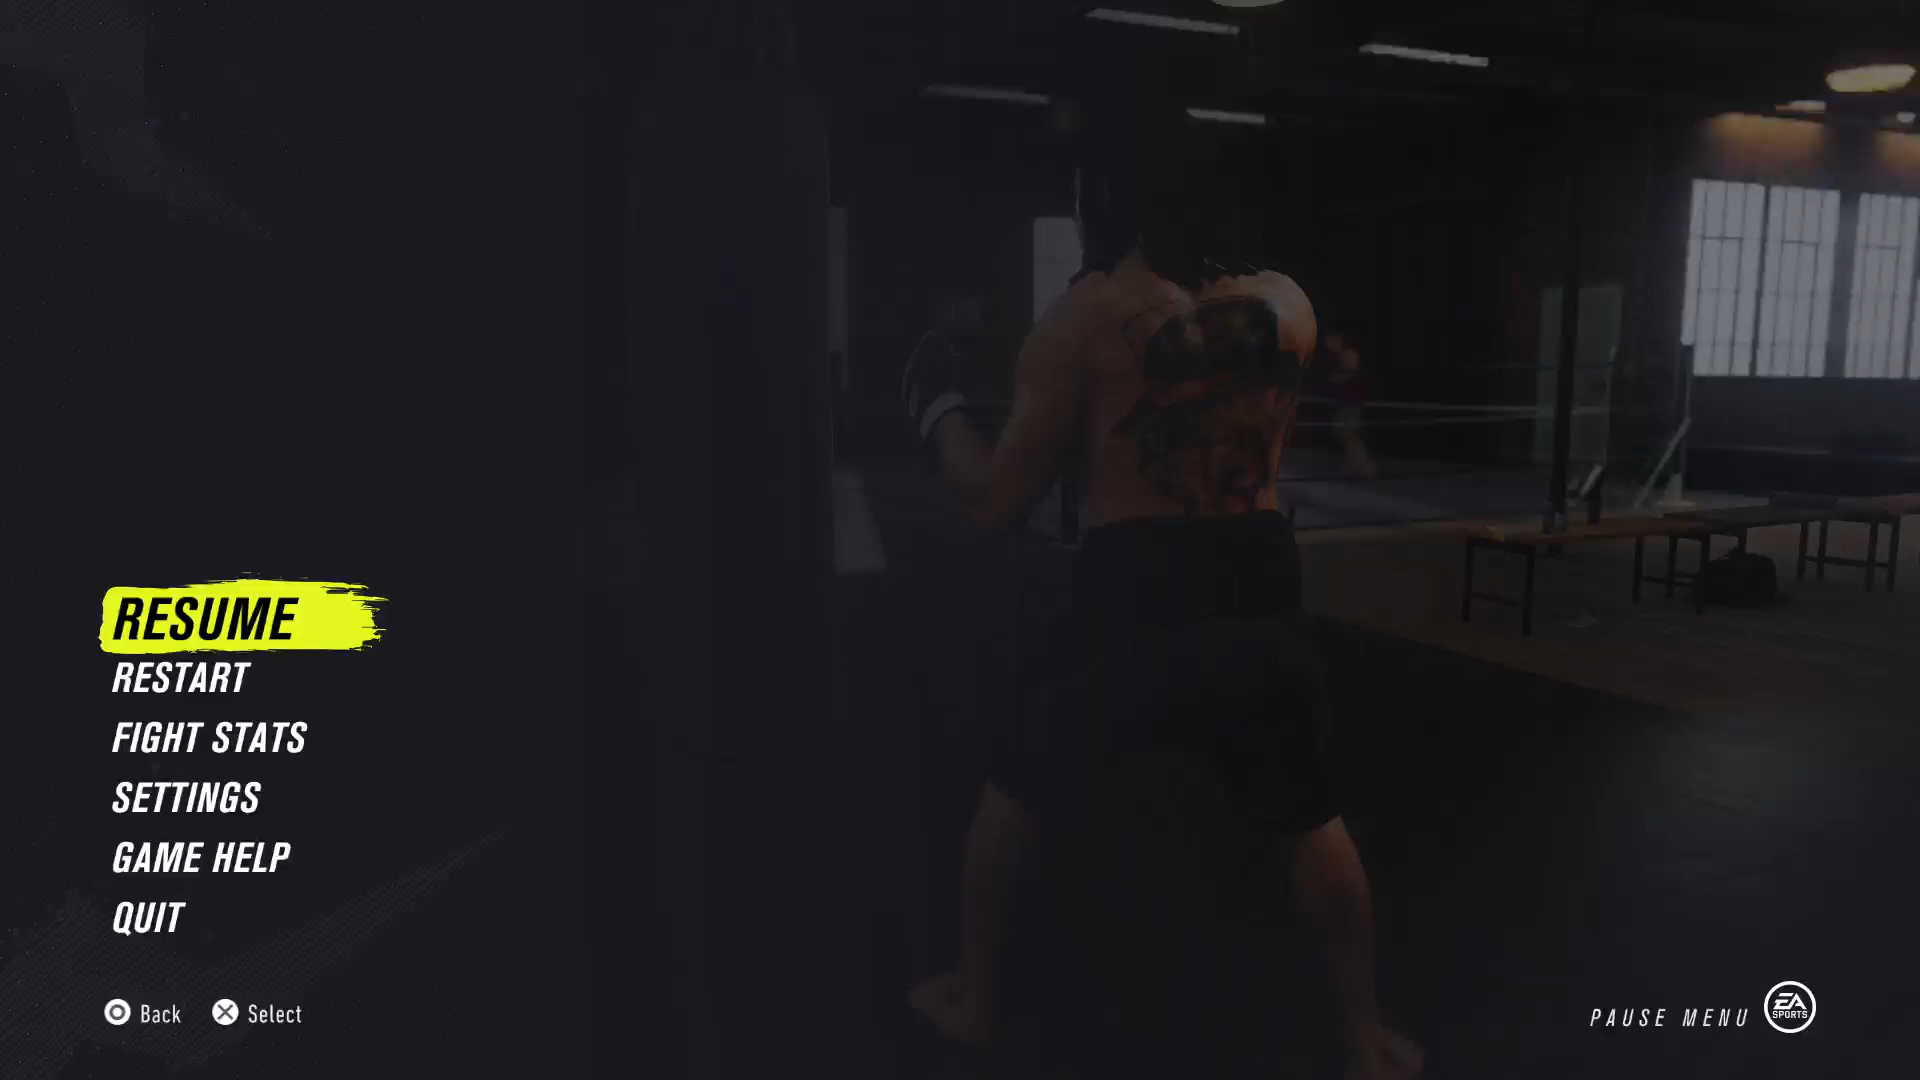 RESUME
RESTART
FIGHT STATS
SETTINGS
GAME HELP
QUIT
Back
Select
PAUSE MENU
EA
SPORTS